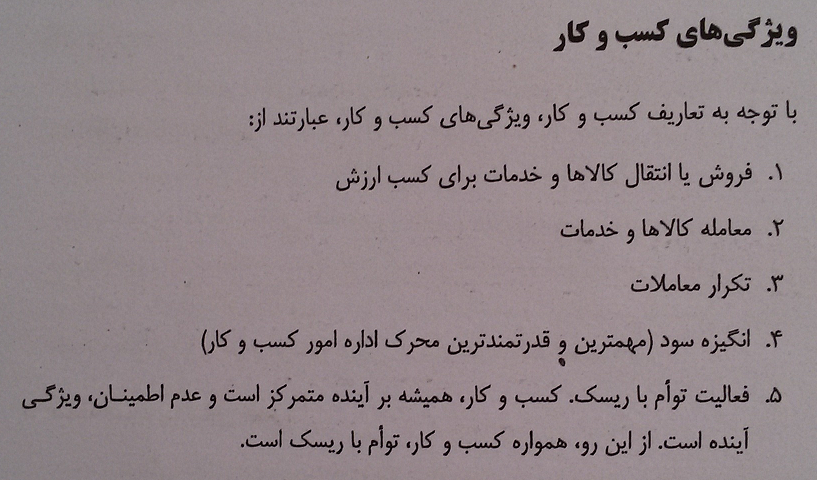 ویژگی‌های کسب و کار
با توجه به تعاریف کسب و کار، ویژگی‌های کسب و کار، عبارتند از:
۱. فروش یا انتقال کالاها و خدمات برای کسب ارزش
۲. معامله کالاها و خدمات
۳. تکرار معاملات
۴. انگیزه سود (مهمترین و قدرتمندترین محرک اداره امور کسب و کار)
۵. فعالیت توأم با ریسک. کسب و کار، همیشه بر آینده متمرکز است و عدم اطمینـان، ویژگـی
آینده است. از این رو، همواره کسب و کار، توأم با ریسک است.